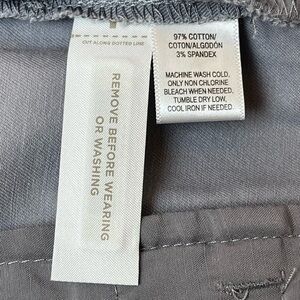 CUT ALONG DOTTED LINE
REMOVE BEFORE WEARING
OR WASHING
97% COTTON/
COTON/ALGODÓN
3% SPANDEX
MACHINE WASH COLD,
ONLY NON CHLORINE
BLEACH WHEN NEEDED.
TUMBLE DRY LOW,
COOL IRON IF NEEDED.